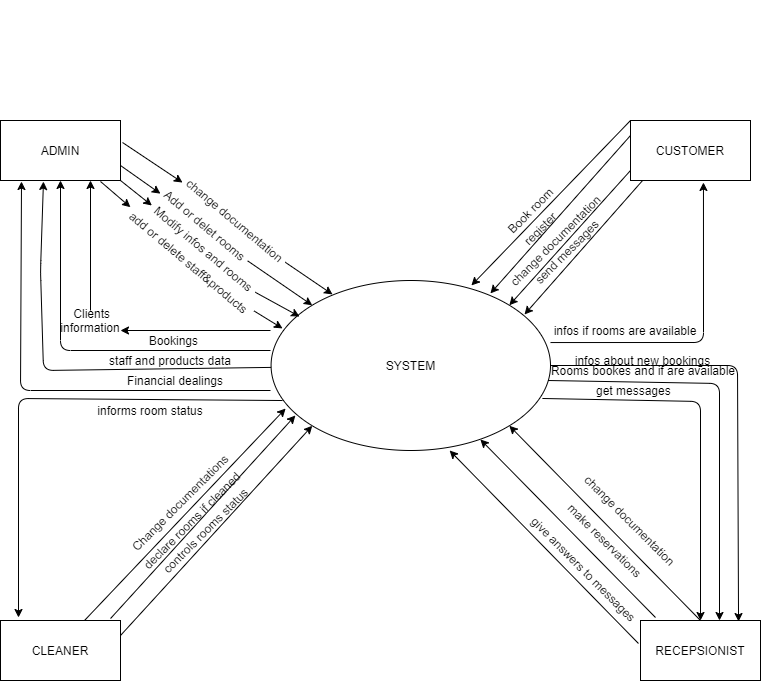 ADMIN
CUSTOMER
change documentation
Add or delet rooms
Modify infos and rooms
add or delete staff&products
Book room
register
change documentation
send messages
Clients
information
Bookings
staff and products data
Financial dealings
informs room status
SYSTEM
infos if rooms are available
infos about new bookings
Rooms bookes and if are available
get messages
Change documentations
declare rooms if cleaned
controls rooms status
change documentation
make reservations
give answers to messages
CLEANER
RECEPSIONIST